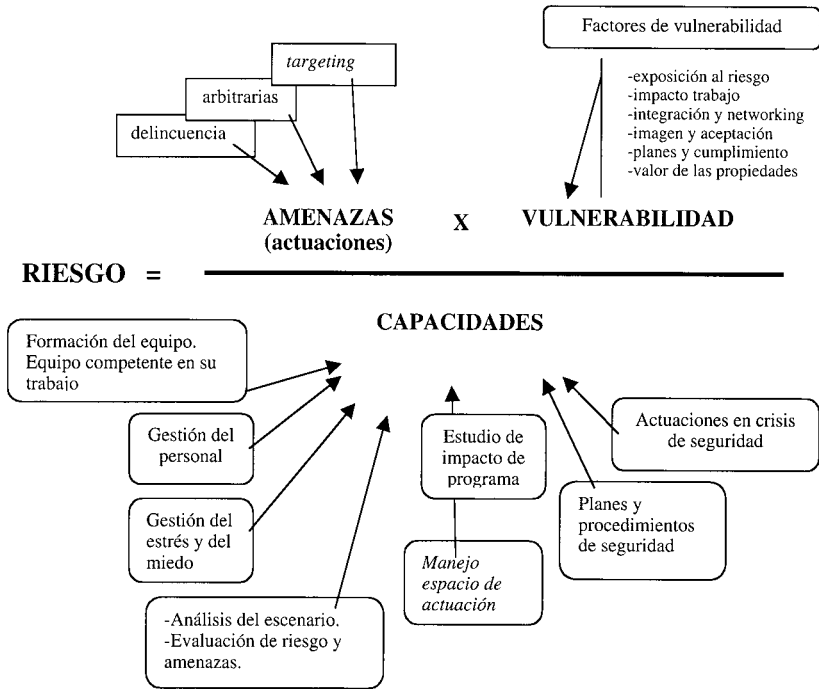 Factores de vulnerabilidad
targeting
arbitrarias
delincuencia
-exposición al riesgo
-impacto trabajo
-integración y networking
-imagen y aceptación
-planes y cumplimiento
-valor de las propiedades
AMENAZAS X VULNERABILIDAD
(actuaciones)
RIESGO =
CAPACIDADES
Formación del equipo.
Equipo competente en su
trabajo
Gestión del
personal
Gestión del
estrés y del
miedo
-Análisis del escenario.
-Evaluación de riesgo y
amenazas.
Estudio de
impacto de
programa
Manejo
espacio de
actuación
Actuaciones en crisis
de seguridad
Planes y
procedimientos
de seguridad